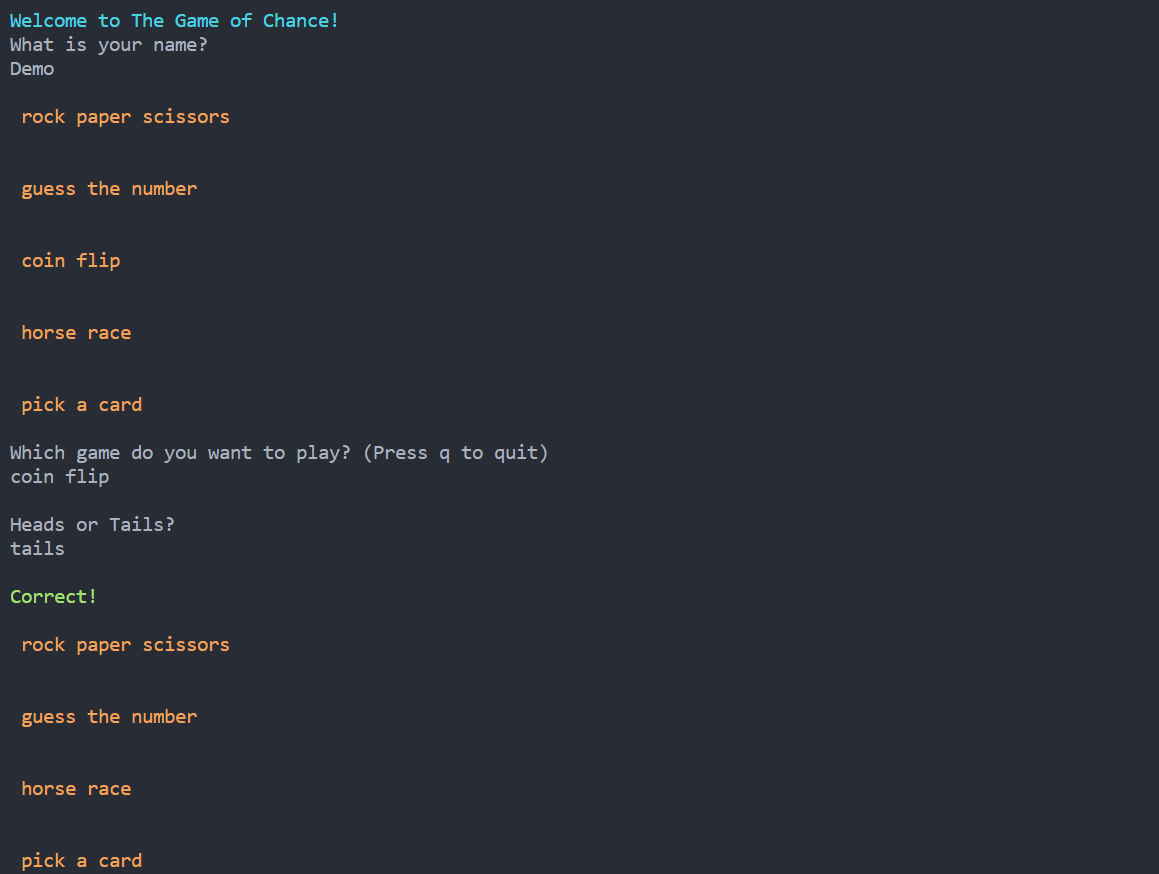 Welcome to The Game of Chance!
What is your name?
Demo
rock paper scissors
guess the number
coin flip
horse race
pick a card
Which game do you want to play? (Press q to quit)
coin flip
Heads or Tails?
tails
Correct!
rock paper scissors
guess the number
horse race
pick a card